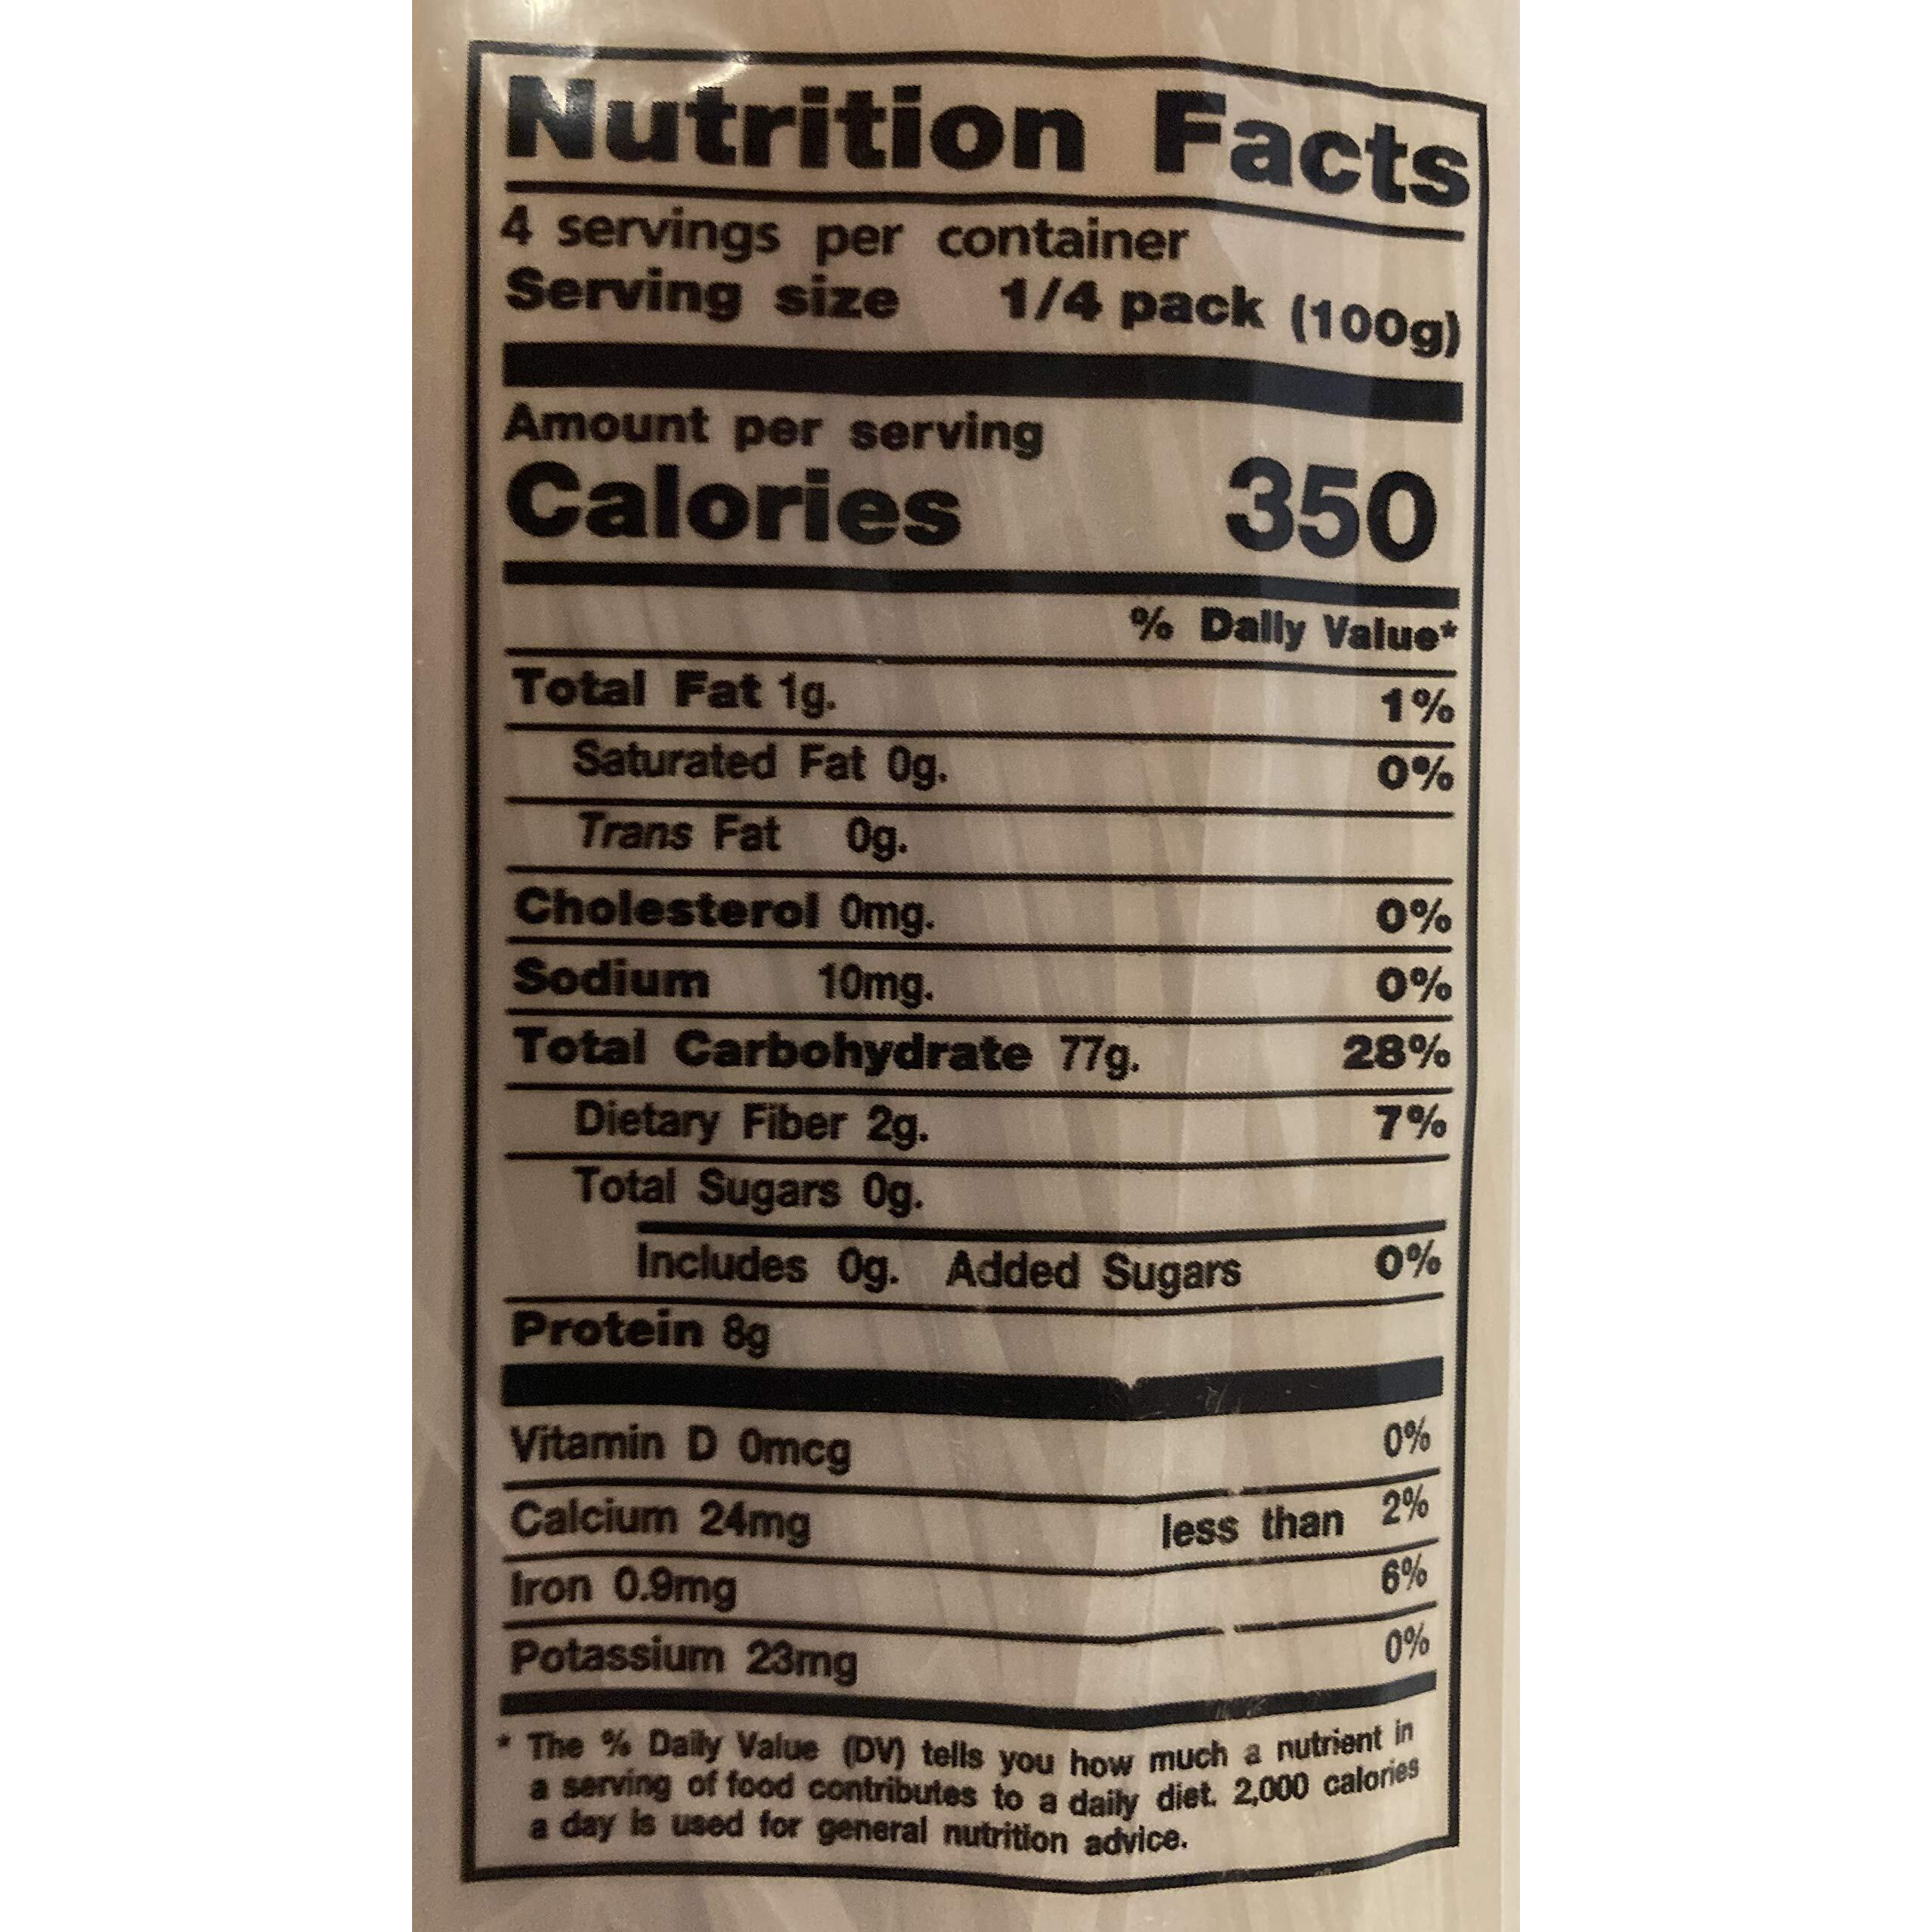 Nutrition Facts
4 servings per container
Serving size 1/4 pack (100g)
Amount per serving
Calories 350
% Daily Value*
Total Fat 1g. 1%
Saturated Fat 0g. 0%
Trans Fat 0g.
Cholesterol 0mg. 0%
Sodium 10mg. 0%
Total Carbohydrate 77g. 28%
Dietary Fiber 2g. 7%
Total Sugars 0g.
Includes 0g. Added Sugars 0%
Protein 8g
Vitamin D 0mcg 0%
Calcium 24mg less than 2%
Iron 0.9mg 6%
Potassium 23mg 0%
* The % Daily Value (DV) tells you how much a nutrient in
a serving of food contributes to a daily diet. 2,000 calories
a day is used for general nutrition advice.